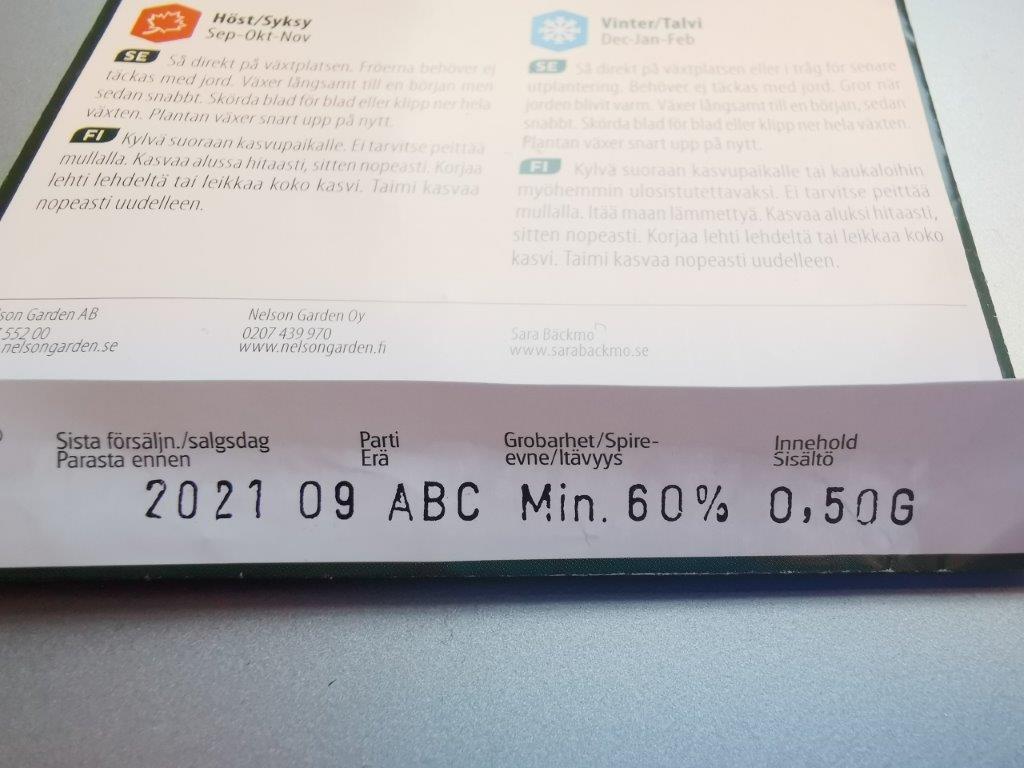 Höst/Syksy
Sep-Okt-Nov
SE Så direkt på växtplatsen. Fröerna behöver ej
täckas med jord. Växer långsamt till en början men
sedan snabbt. Skörda blad för blad eller klipp ner hela
växten. Plantan växer snart upp på nytt.
FI Kylvä suoraan kasvupaikalle. Ei tarvitse peittää
mullalla. Kasvaa alussa hitaasti, sitten nopeasti. Korjaa
lehti lehdeltä tai leikkaa koko kasvi. Taimi kasvaa
nopeasti uudelleen.
Vinter/Talvi
Dec-Jan-Feb
SE Så direkt på växtplatsen eller i tråg för senare
utplantering. Behöver ej täckas med jord. Gror när
jorden blivit varm. Växer långsamt till en början, sedan
snabbt. Skörda blad för blad eller klipp ner hela växten.
Plantan växer snart upp på nytt.
FI Kylvä suoraan kasvupaikalle tai kaukaloihin
myöhemmin ulosistutettavaksi. Ei tarvitse peittää
mullalla. Itää maan lämmettyä. Kasvaa aluksi hitaasti,
sitten nopeasti. Korjaa lehti lehdeltä tai leikkaa koko
kasvi. Taimi kasvaa nopeasti uudelleen.
son Garden AB
552 00
nelsongarden.se
Nelson Garden Oy
0207 439 970
www.nelsongarden.fi
Sara Bäckmo
www.sarabackmo.se
Sista försäljn./salgsdag
Parasta ennen
Parti
Erä
Grobarhet/Spire-
evne/Itävyys
Innehold
Sisältö
2021 09 ABC Min. 60% 0,50G